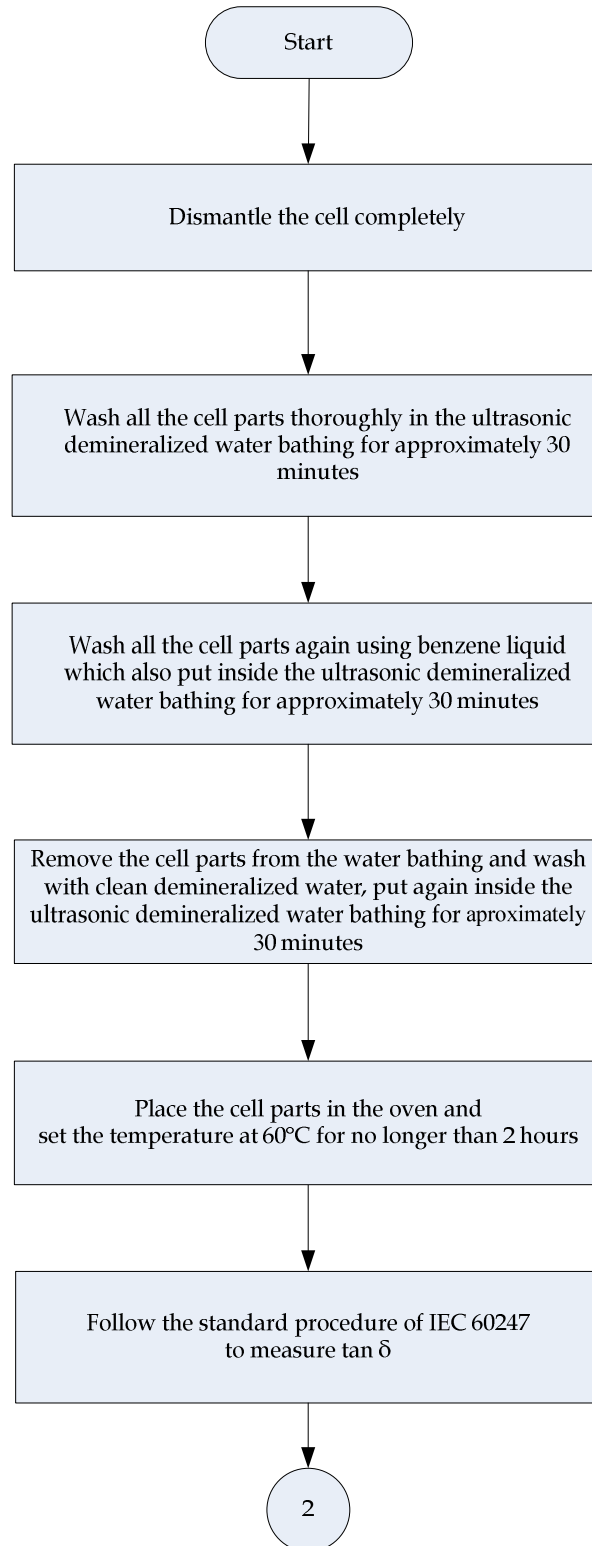 Start
Dismantle the cell completely
Wash all the cell parts thoroughly in the ultrasonic
demineralized water bathing for approximately 30
minutes
Wash all the cell parts again using benzene liquid
which also put inside the ultrasonic demineralized
water bathing for approximately 30 minutes
Remove the cell parts from the water bathing and wash
with clean demineralized water, put again inside the
ultrasonic demineralized water bathing for aproximately
30 minutes
Place the cell parts in the oven and
set the temperature at 60°C for no longer than 2 hours
Follow the standard procedure of IEC 60247
to measure tan δ
2